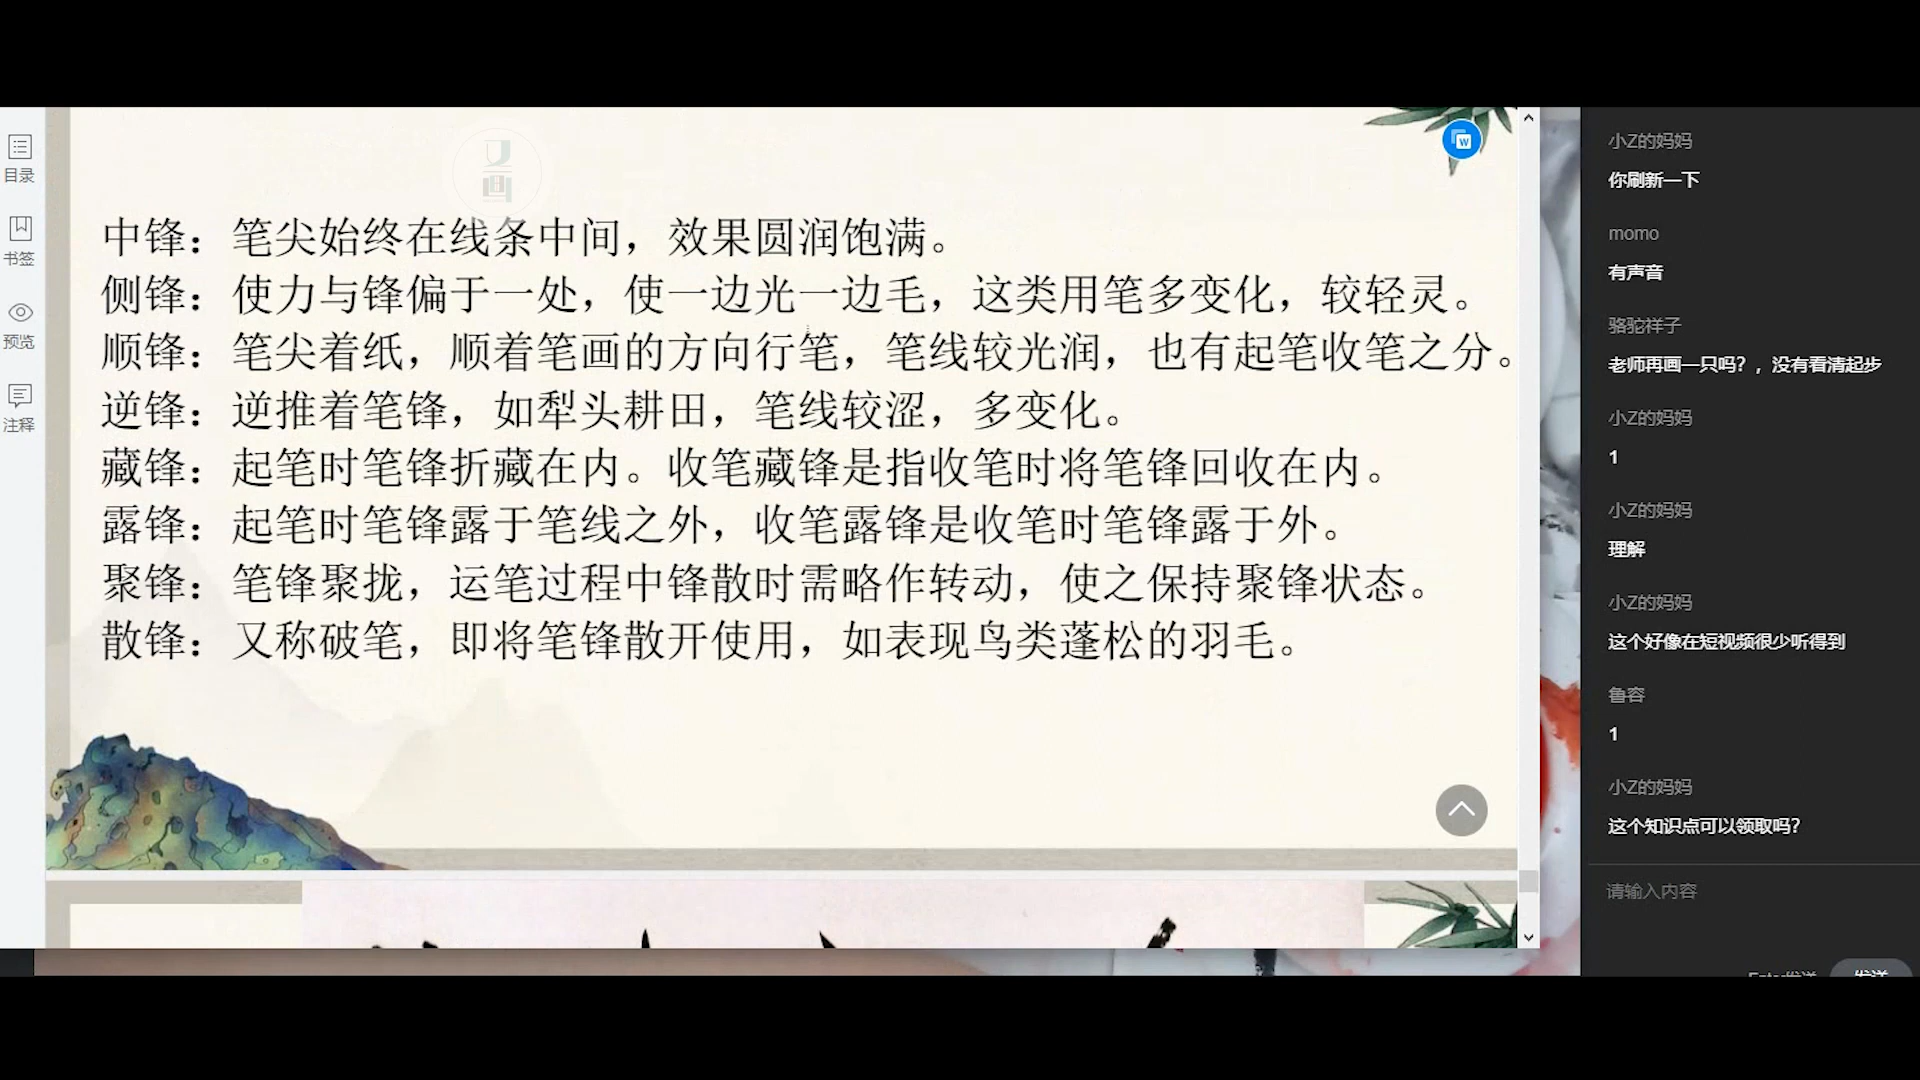 目录
书签
预览
注释
中锋：笔尖始终在线条中间，效果圆润饱满。
侧锋：使力与锋偏于一处，使一边光一边毛，这类用笔多变化，较轻灵。
顺锋：笔尖着纸，顺着笔画的方向行笔，笔线较光润，也有起笔收笔之分。
逆锋：逆推着笔锋，如犁头耕田，笔线较涩，多变化。
藏锋：起笔时笔锋折藏在内。收笔藏锋是指收笔时将笔锋回收在内。
露锋：起笔时笔锋露于笔线之外，收笔露锋是收笔时笔锋露于外。
聚锋：笔锋聚拢，运笔过程中锋散时需略作转动，使之保持聚锋状态。
散锋：又称破笔，即将笔锋散开使用，如表现鸟类蓬松的羽毛。
小Z的妈妈
你刷新一下
momo
有声音
骆驼祥子
老师再画一只吗？，没有看清起步
小Z的妈妈
1
小Z的妈妈
理解
小Z的妈妈
这个好像在短视频很少听得到
鲁容
1
小Z的妈妈
这个知识点可以领取吗？
请输入内容
Enter发送
发送